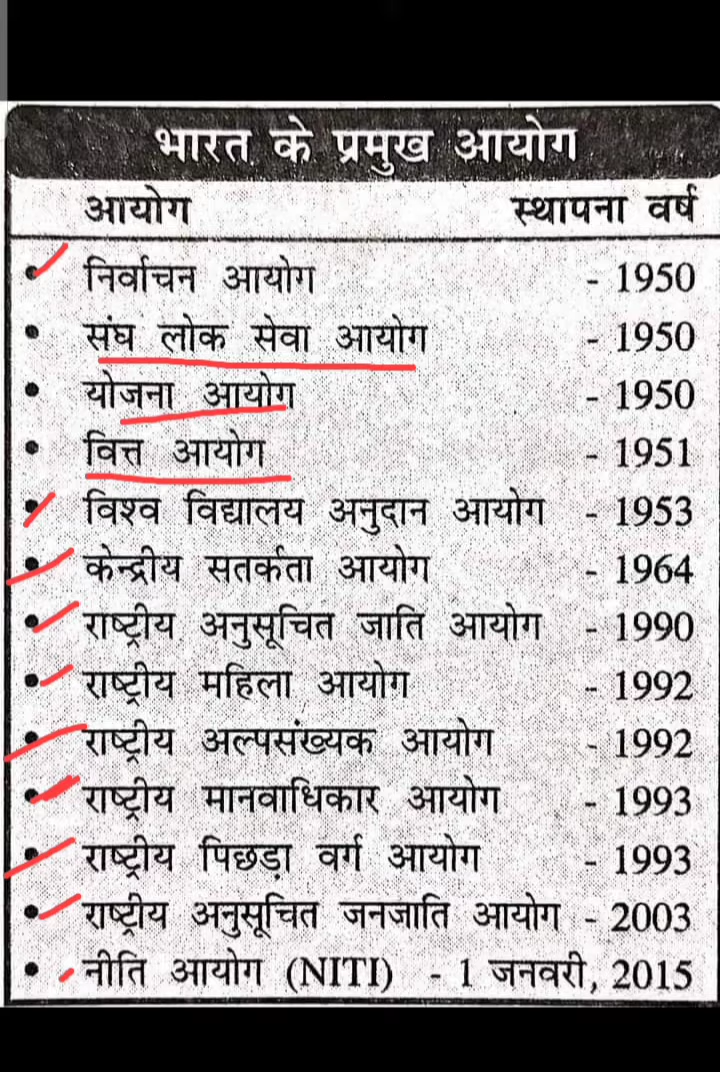 भारत के प्रमुख आयोग
आयोग स्थापना वर्ष
• निर्वाचन आयोग - 1950
• संघ लोक सेवा आयोग - 1950
• योजना आयोग - 1950
• वित्त आयोग - 1951
• विश्व विद्यालय अनुदान आयोग - 1953
• केन्द्रीय सतर्कता आयोग - 1964
• राष्ट्रीय अनुसूचित जाति आयोग - 1990
• राष्ट्रीय महिला आयोग - 1992
• राष्ट्रीय अल्पसंख्यक आयोग - 1992
• राष्ट्रीय मानवाधिकार आयोग - 1993
• राष्ट्रीय पिछड़ा वर्ग आयोग - 1993
• राष्ट्रीय अनुसूचित जनजाति आयोग - 2003
• नीति आयोग (NITI) - 1 जनवरी, 2015